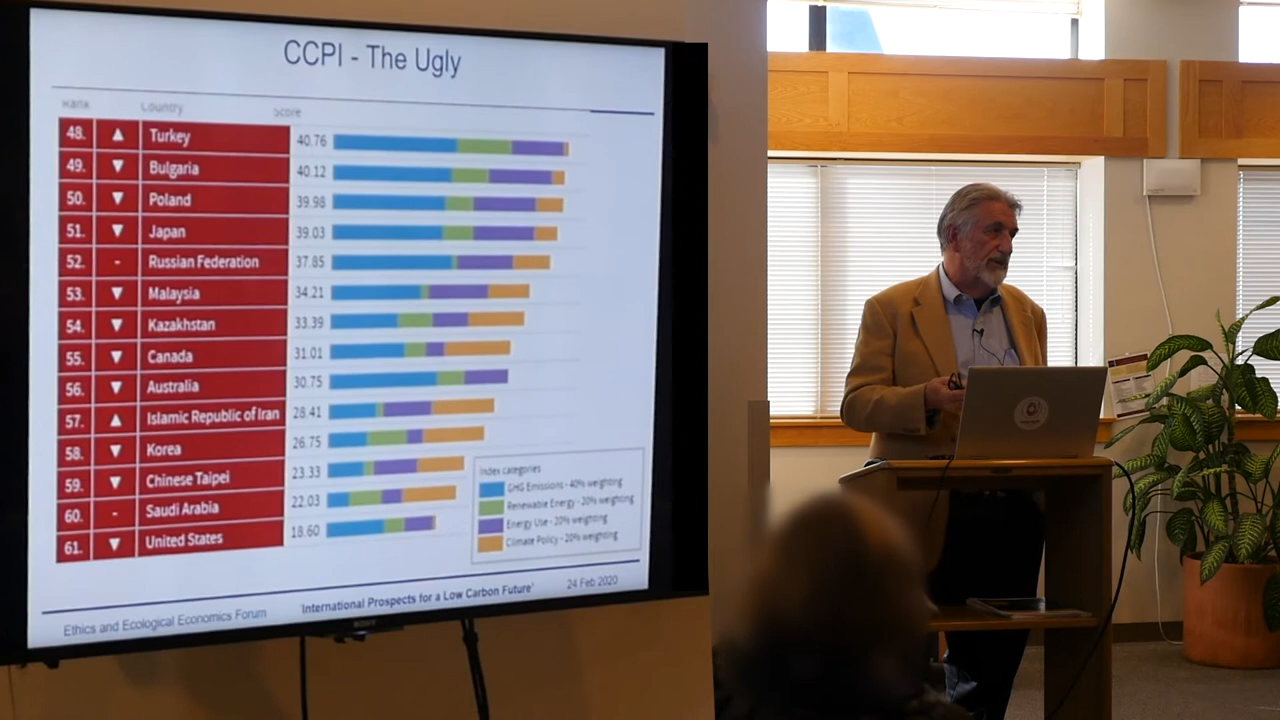 CCPI - The Ugly
Rank Country Score
48. ▲ Turkey 40.76
49. ▼ Bulgaria 40.12
50. ▼ Poland 39.98
51. ▼ Japan 39.03
52. - Russian Federation 37.85
53. ▼ Malaysia 34.21
54. ▼ Kazakhstan 33.39
55. ▼ Canada 31.01
56. ▼ Australia 30.75
57. ▲ Islamic Republic of Iran 28.41
58. ▼ Korea 26.75
59. ▼ Chinese Taipei 23.33
60. - Saudi Arabia 22.03
61. ▼ United States 18.60
Index categories
GHG Emissions - 40% weighting
Renewable Energy - 20% weighting
Energy Use - 20% weighting
Climate Policy - 20% weighting
Ethics and Ecological Economics Forum 'International Prospects for a Low Carbon Future' 24 Feb 2020
SONY